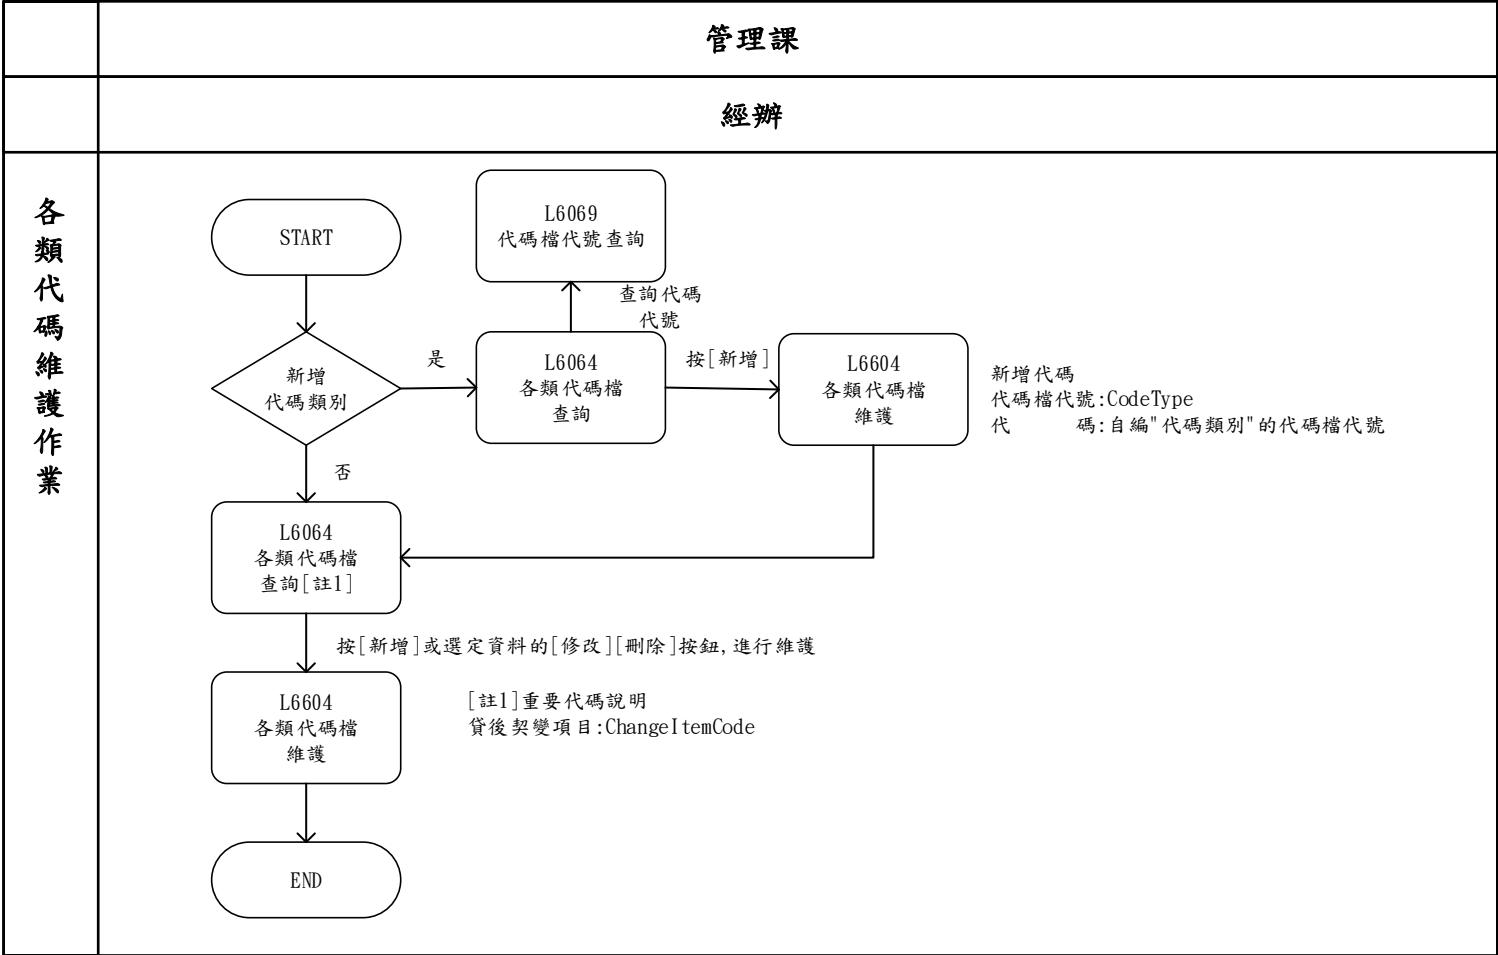 管理課
經辦
各類代碼維護作業
START
新增
代碼類別
是
L6069
代碼檔代號查詢
查詢代碼
代號
L6064
各類代碼檔
查詢
按[新增]
L6604
各類代碼檔
維護
新增代碼
代碼檔代號:CodeType
代　　碼:自編"代碼類別"的代碼檔代號
否
L6064
各類代碼檔
查詢[註1]
按[新增]或選定資料的[修改][刪除]按鈕,進行維護
L6604
各類代碼檔
維護
[註1]重要代碼說明
貸後契變項目:ChangeItemCode
END